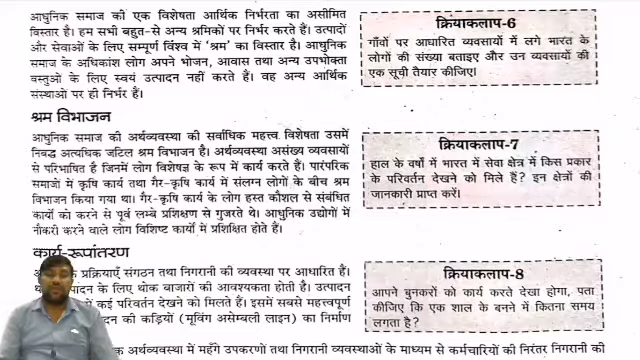 आधुनिक समाज की एक विशेषता आर्थिक निर्भरता का असीमित
विस्तार है। हम सभी बहुत-से अन्य श्रमिकों पर निर्भर करते हैं। उत्पादों
और सेवाओं के लिए सम्पूर्ण विश्व में 'श्रम' का विस्तार है। आधुनिक
समाज के अधिकांश लोग अपने भोजन, आवास तथा अन्य उपभोक्ता
वस्तुओं के लिए स्वयं उत्पादन नहीं करते हैं। वह अन्य आर्थिक
संस्थाओं पर ही निर्भर हैं।
श्रम विभाजन
आधुनिक समाज की अर्थव्यवस्था की सर्वाधिक महत्त्व विशेषता उसमें
निबद्ध अत्यधिक जटिल श्रम विभाजन है। अर्थव्यवस्था असंख्य व्यवसायों
से परिभाषित है जिनमें लोग विशेषज्ञ के रूप में कार्य करते हैं। पारंपरिक
समाजों में कृषि कार्य तथा गैर-कृषि कार्य में संलग्न लोगों के बीच श्रम
विभाजन किया गया था। गैर-कृषि कार्य के लोग हस्त कौशल से संबंधित
कार्यों को करने से पूर्व लम्बे प्रशिक्षण से गुजरते थे। आधुनिक उद्योगों में
नौकरी करने वाले लोग विशिष्ट कार्यों में प्रशिक्षित होते हैं।
कार्य-रूपांतरण
प्रक्रियाएँ संगठन तथा निगरानी की व्यवस्था पर आधारित हैं।
पादन के लिए थोक बाजारों की आवश्यकता होती है। उत्पादन
में कई परिवर्तन देखने को मिलते हैं। इसमें सबसे महत्त्वपूर्ण
दन की कड़ियों (मूविंग असेम्बली लाइन) का निर्माण
क अर्थव्यवस्था में महँगे उपकरणों तथा निगरानी व्यवस्थाओं के माध्यम से कर्मचारियों की निरंतर निगरानी की
क्रियाकलाप-6
गाँवों पर आधारित व्यवसायों में लगे भारत के
लोगों की संख्या बताइए और उन व्यवसायों की
एक सूची तैयार कीजिए।
क्रियाकलाप-7
हाल के वर्षों में भारत में सेवा क्षेत्र में किस प्रकार
के परिवर्तन देखने को मिले हैं? इन क्षेत्रों की
जानकारी प्राप्त करें।
क्रियाकलाप-8
आपने बुनकरों को कार्य करते देखा होगा, पता
कीजिए कि एक शाल के बनने में कितना समय
लगता है?